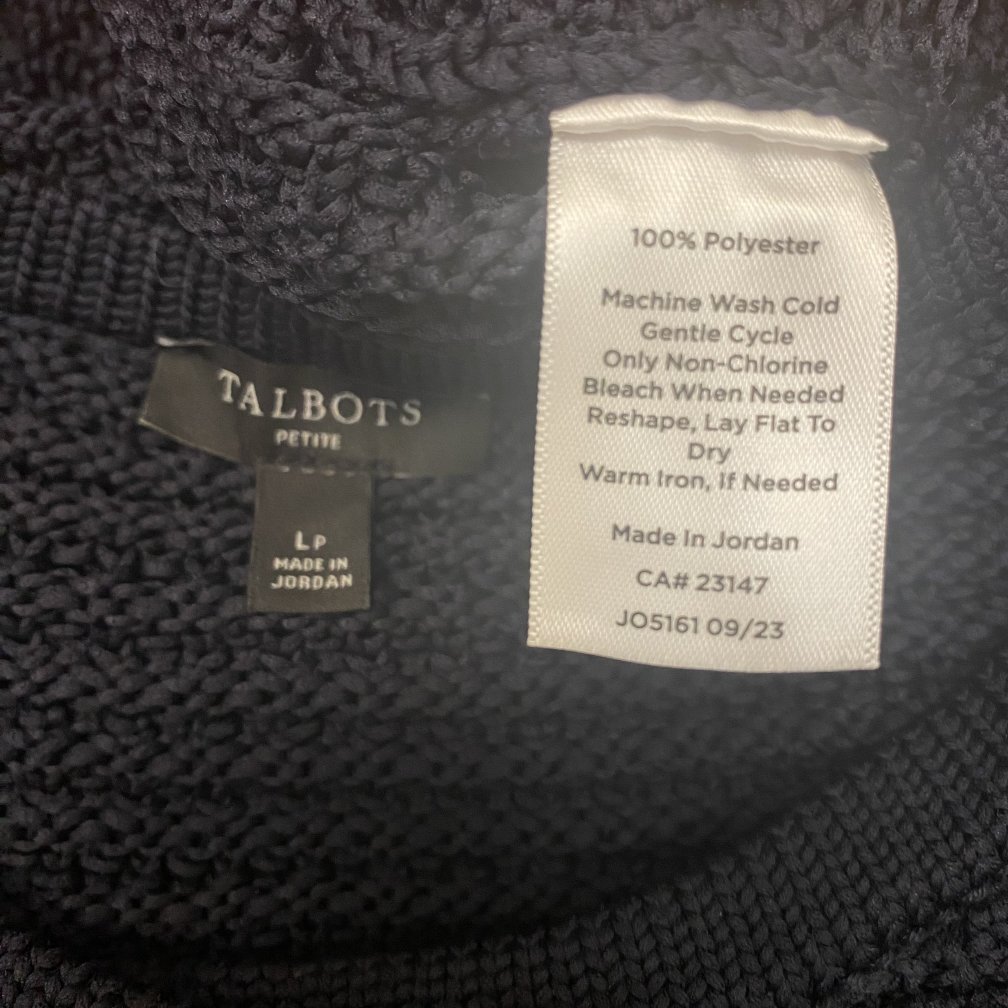 TALBOTS
PETITE
LP
MADE IN
JORDAN
100% Polyester
Machine Wash Cold
Gentle Cycle
Only Non-Chlorine
Bleach When Needed
Reshape, Lay Flat To
Dry
Warm Iron, If Needed
Made In Jordan
CA# 23147
JO5161 09/23